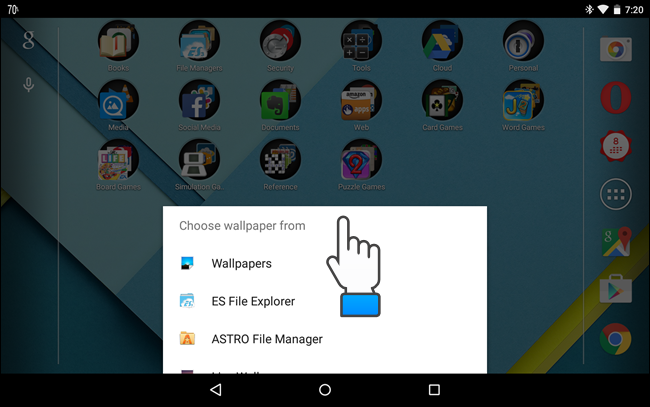 70°
7:20
g
Books
File Managers
Security
Tools
Cloud
Personal
Media
Social Media
Documents
Web
Card Games
Word Games
8
Board Games
Simulation Ga..
Reference
Puzzle Games
Choose wallpaper from
Wallpapers
ES File Explorer
ASTRO File Manager